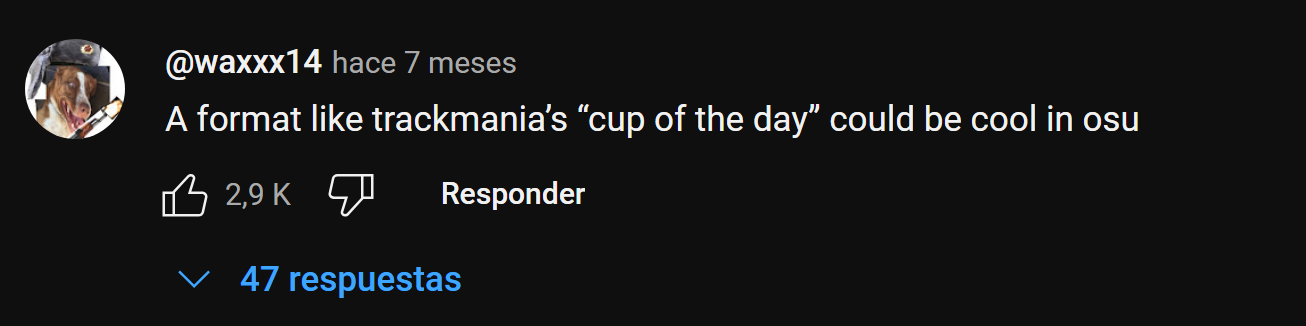 @waxxx14 hace 7 meses
A format like trackmania’s “cup of the day” could be cool in osu
2,9 K Responder
47 respuestas